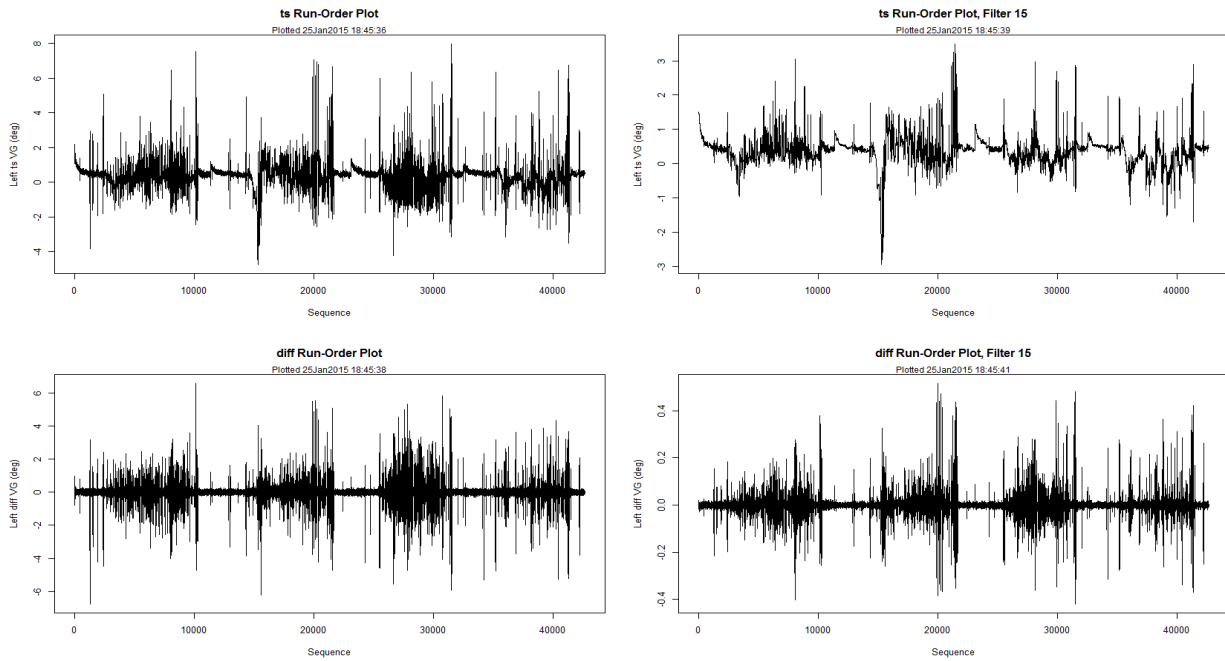 ts Run-Order Plot
Plotted 25Jan2015 18:45:36
Left ts VG (deg)
8
6
4
2
0
-2
-4
0 10000 20000 30000 40000
Sequence
ts Run-Order Plot, Filter 15
Plotted 25Jan2015 18:45:39
Left ts VG (deg)
3
2
1
0
-1
-2
-3
0 10000 20000 30000 40000
Sequence
diff Run-Order Plot
Plotted 25Jan2015 18:45:38
Left diff VG (deg)
6
4
2
0
-2
-4
-6
0 10000 20000 30000 40000
Sequence
diff Run-Order Plot, Filter 15
Plotted 25Jan2015 18:45:41
Left diff VG (deg)
0.4
0.2
0.0
-0.2
-0.4
0 10000 20000 30000 40000
Sequence